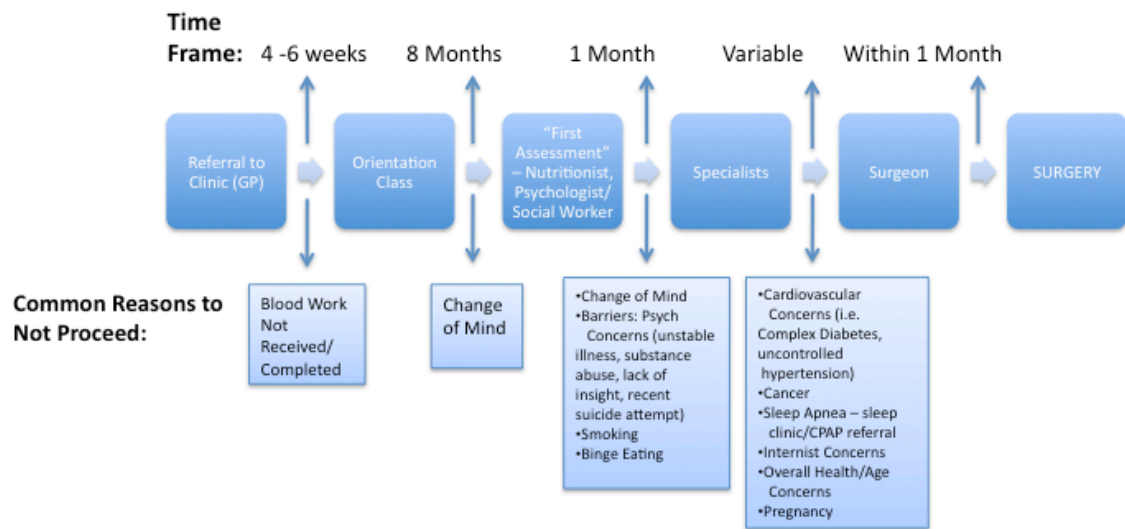 Time
Frame: 4 -6 weeks 8 Months 1 Month Variable Within 1 Month
Referral to
Clinic (GP)
Orientation
Class
"First
Assessment"
– Nutritionist,
Psychologist/
Social Worker
Specialists
Surgeon
SURGERY
Common Reasons to
Not Proceed:
Blood Work
Not
Received/
Completed
Change
of Mind
•Change of Mind
•Barriers: Psych
Concerns (unstable
illness, substance
abuse, lack of
insight, recent
suicide attempt)
•Smoking
•Binge Eating
•Cardiovascular
Concerns (i.e.
Complex Diabetes,
uncontrolled
hypertension)
•Cancer
•Sleep Apnea – sleep
clinic/CPAP referral
•Internist Concerns
•Overall Health/Age
Concerns
•Pregnancy